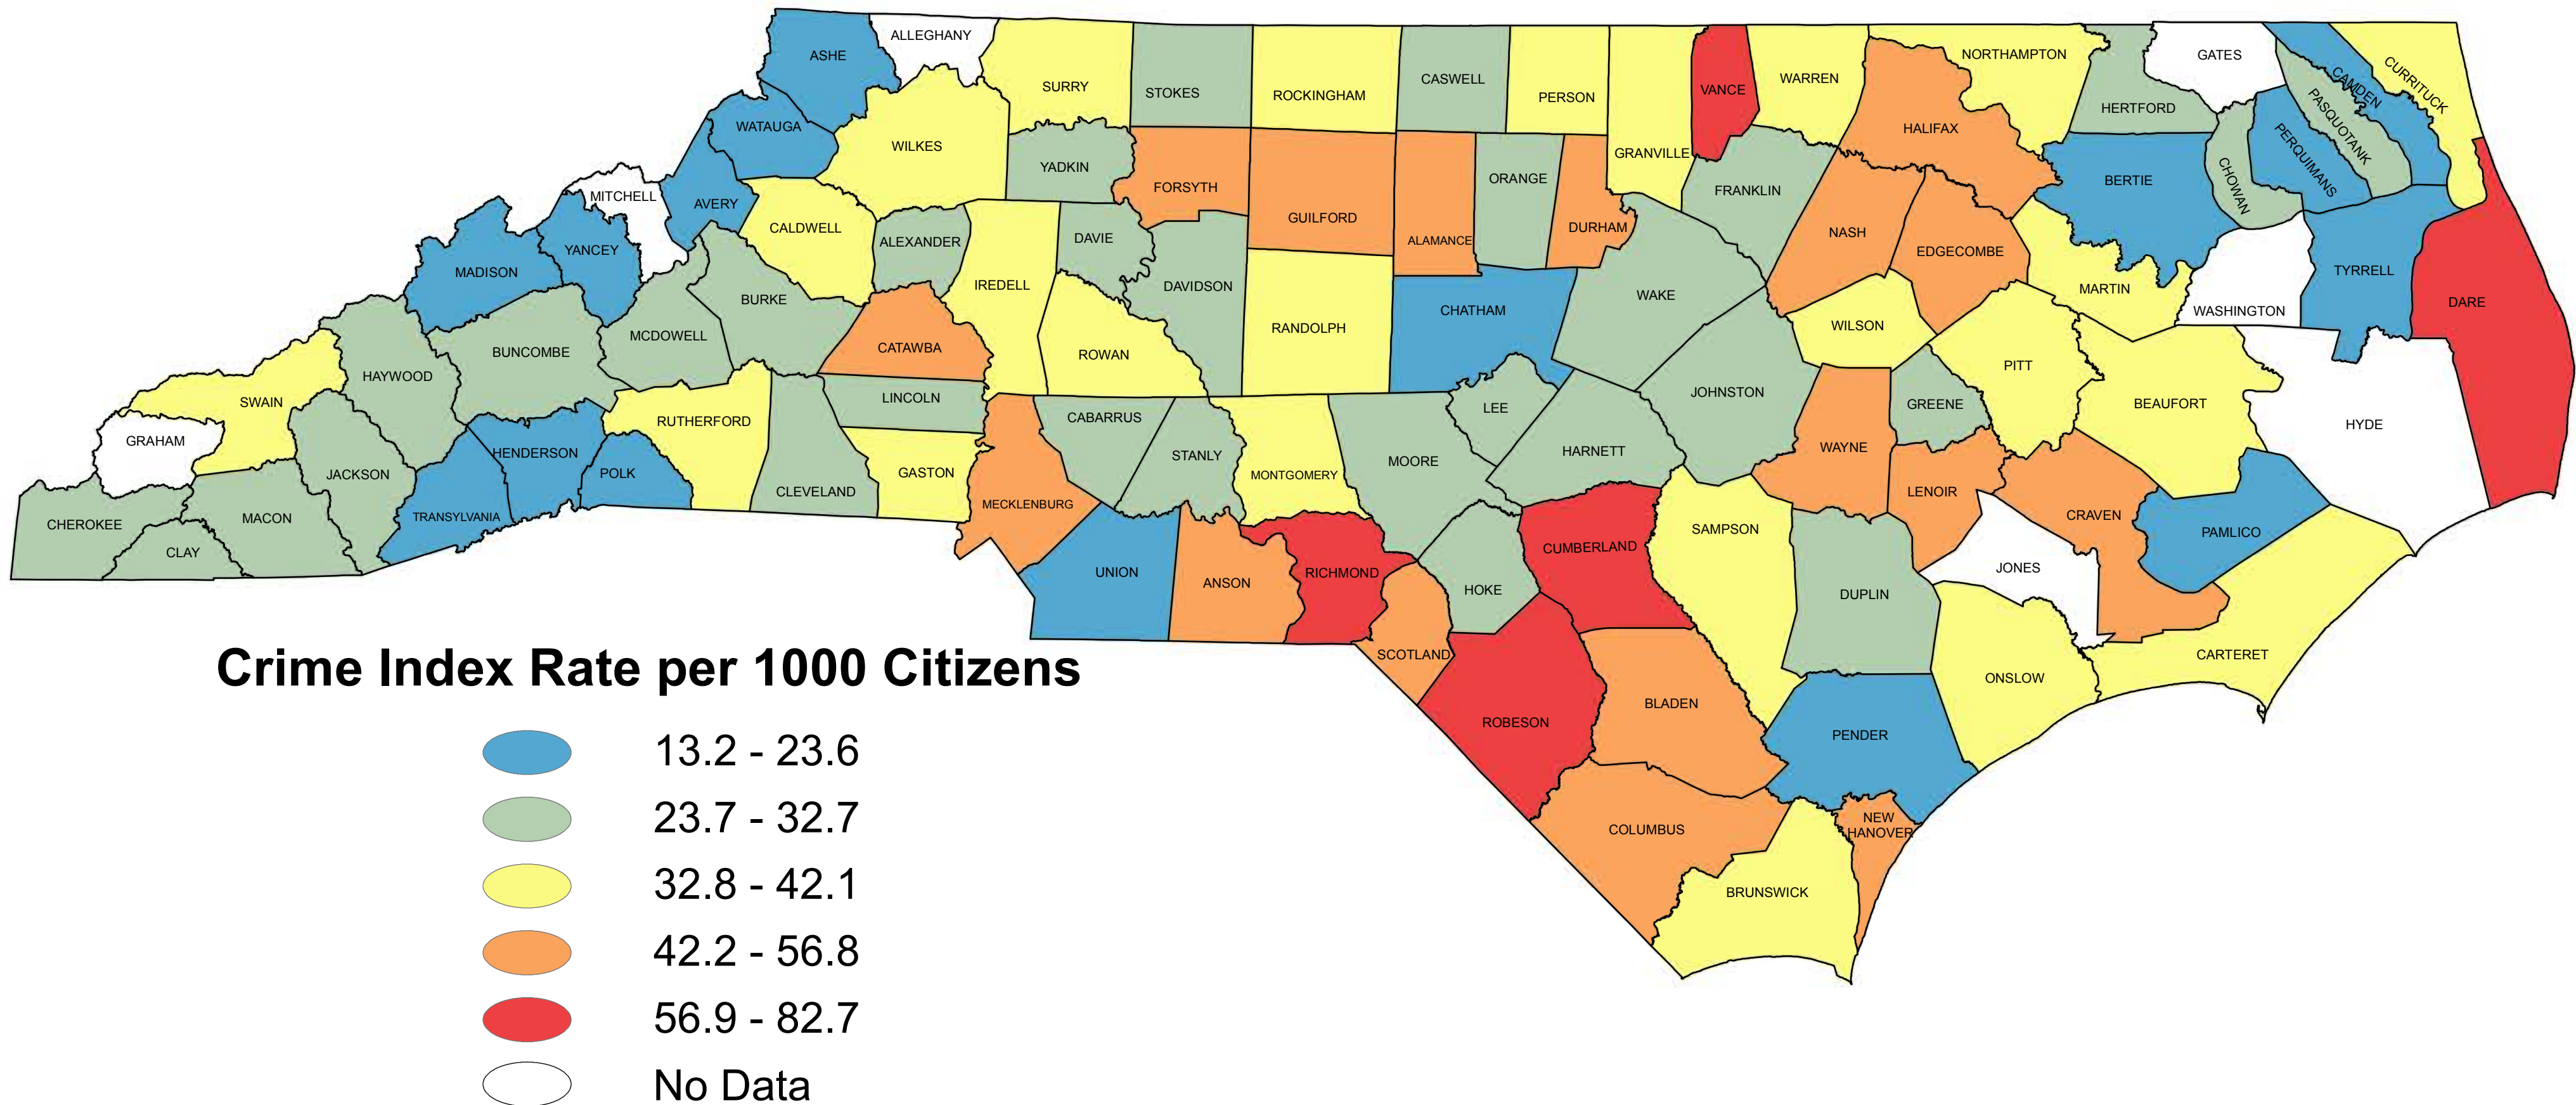 ASHE
ALLEGHANY
SURRY
STOKES
ROCKINGHAM
CASWELL
PERSON
GRANVILLE
VANCE
WARREN
NORTHAMPTON
GATES
HERTFORD
CAMDEN
CURRITUCK
PASQUOTANK
PERQUIMANS
CHOWAN
WATAUGA
WILKES
YADKIN
FORSYTH
GUILFORD
ALAMANCE
ORANGE
DURHAM
FRANKLIN
HALIFAX
BERTIE
MITCHELL
AVERY
CALDWELL
ALEXANDER
IREDELL
DAVIE
DAVIDSON
NASH
EDGECOMBE
MARTIN
WASHINGTON
TYRRELL
DARE
MADISON
YANCEY
BURKE
MCDOWELL
CATAWBA
ROWAN
RANDOLPH
CHATHAM
WAKE
WILSON
PITT
BEAUFORT
HYDE
BUNCOMBE
HAYWOOD
SWAIN
GRAHAM
RUTHERFORD
LINCOLN
CABARRUS
STANLY
MONTGOMERY
MOORE
LEE
HARNETT
JOHNSTON
GREENE
WAYNE
LENOIR
CRAVEN
PAMLICO
HENDERSON
POLK
JACKSON
TRANSYLVANIA
CLEVELAND
GASTON
MECKLENBURG
CHEROKEE
CLAY
MACON
UNION
ANSON
RICHMOND
SCOTLAND
HOKE
CUMBERLAND
SAMPSON
DUPLIN
JONES
CARTERET
ONSLOW
ROBESON
BLADEN
PENDER
COLUMBUS
NEW
HANOVER
BRUNSWICK
Crime Index Rate per 1000 Citizens
13.2 - 23.6
23.7 - 32.7
32.8 - 42.1
42.2 - 56.8
56.9 - 82.7
No Data